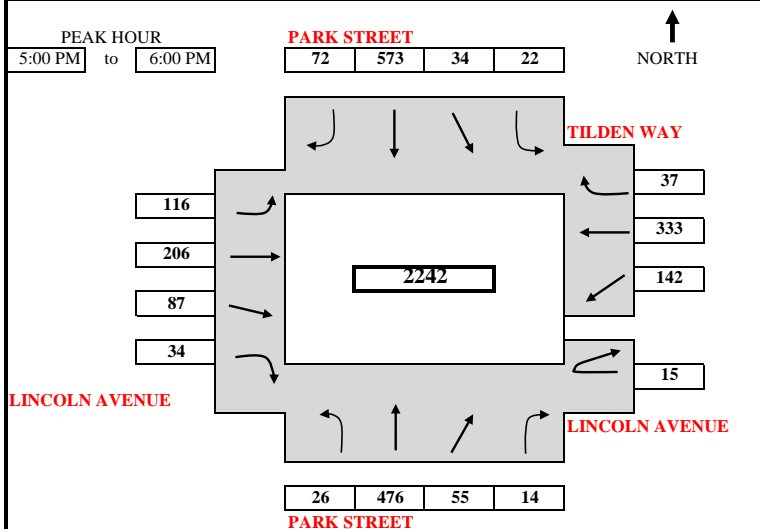 PEAK HOUR
5:00 PM to 6:00 PM
PARK STREET
72 573 34 22
NORTH
TILDEN WAY
37
116
333
206
2242
142
87
34
15
LINCOLN AVENUE
LINCOLN AVENUE
26 476 55 14
PARK STREET